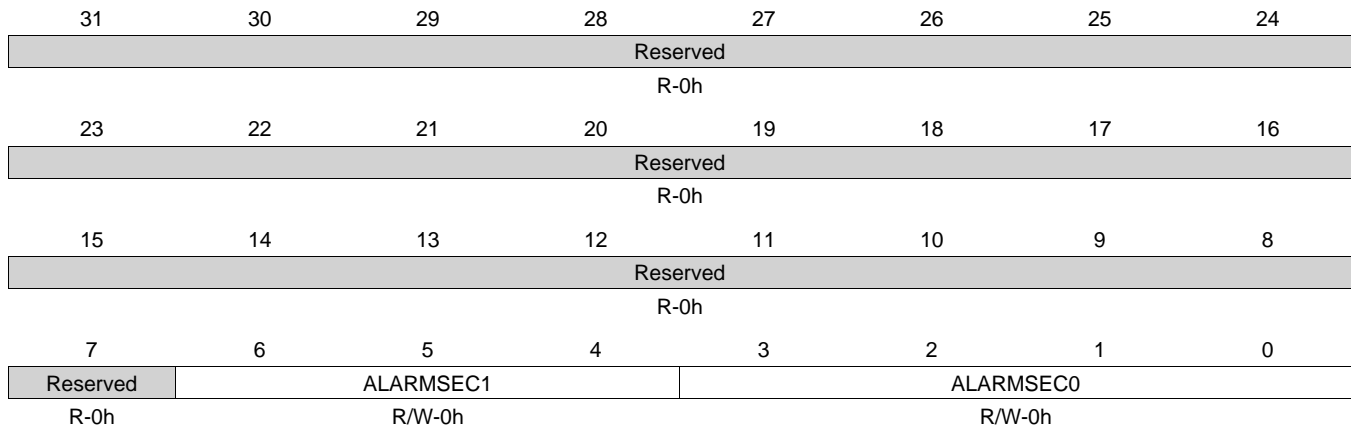 31 30 29 28 27 26 25 24
Reserved
R-0h
23 22 21 20 19 18 17 16
Reserved
R-0h
15 14 13 12 11 10 9 8
Reserved
R-0h
7 6 5 4 3 2 1 0
Reserved ALARMSEC1 ALARMSEC0
R-0h R/W-0h R/W-0h